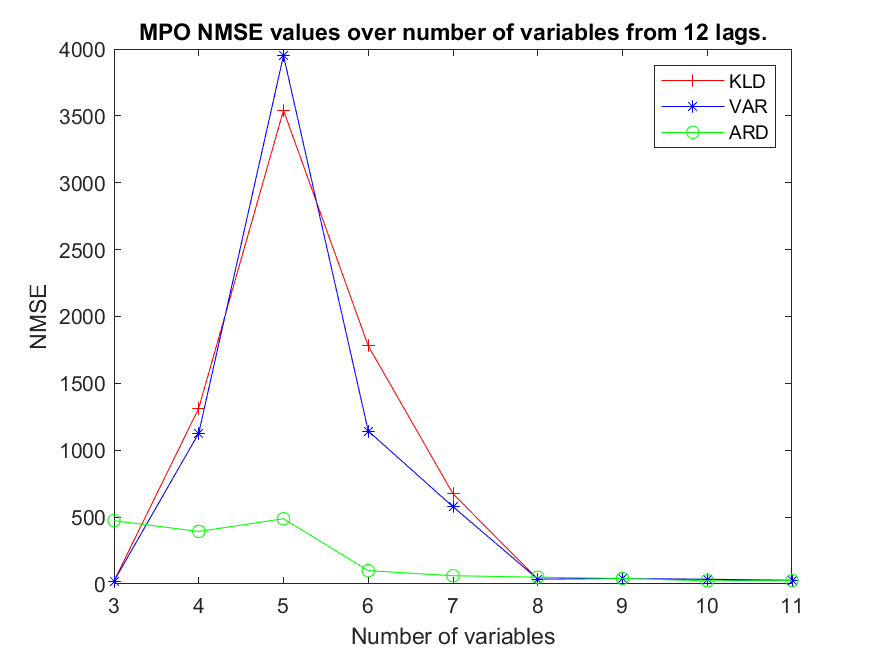 MPO NMSE values over number of variables from 12 lags.
4000
3500
3000
2500
2000
1500
1000
500
0
NMSE
KLD
VAR
ARD
3 4 5 6 7 8 9 10 11
Number of variables